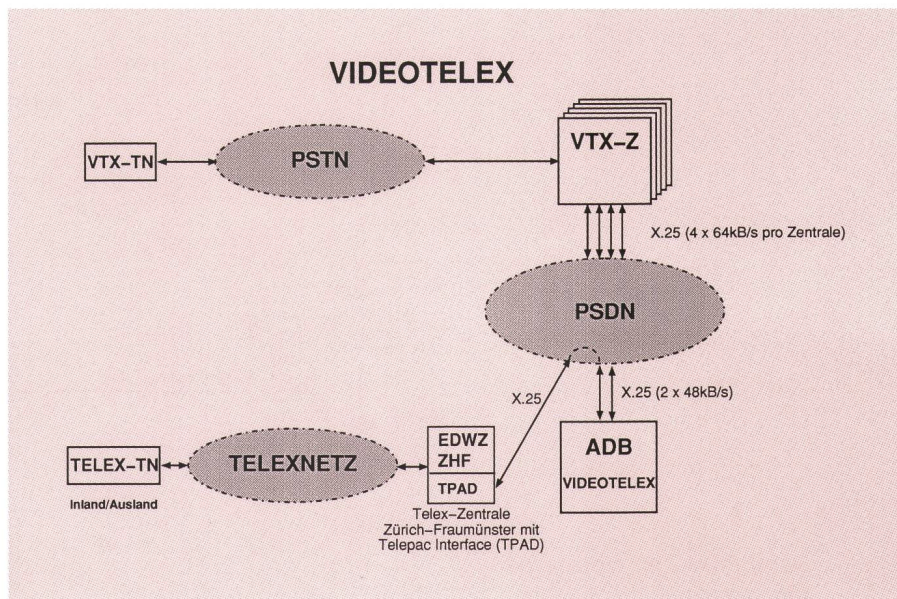 VIDEOTELEX
VTX–TN
PSTN
VTX–Z
X.25 (4 x 64kB/s pro Zentrale)
PSDN
X.25
X.25 (2 x 48kB/s)
TELEX–TN
Inland/Ausland
TELEXNETZ
EDWZ
ZHF
TPAD
Telex–Zentrale
Zürich–Fraumünster mit
Telepac Interface (TPAD)
ADB
VIDEOTELEX